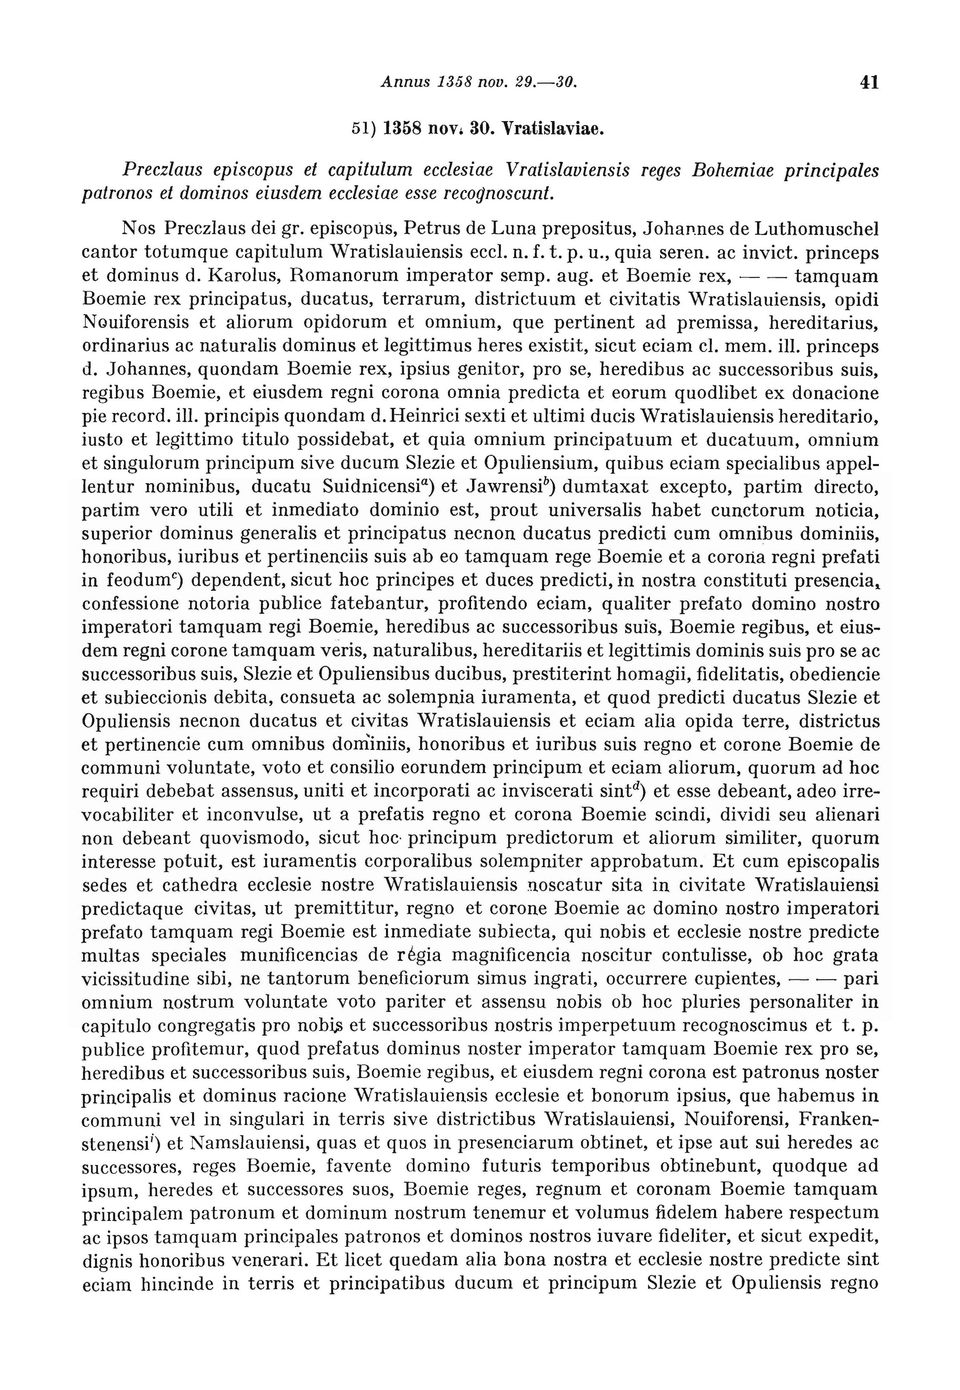 Annus 1358 nov. 29.—30. 41
51) 1358 nov. 30. Vratislaviae.
Preczlaus episcopus et capitulum ecclesiae Vratislaviensis reges Bohemiae principales
patronos et dominos eiusdem ecclesiae esse recognoscunt.
Nos Preczlaus dei gr. episcopus, Petrus de Luna prepositus, Johannes de Luthomuschel
cantor totumque capitulum Wratislauiensis eccl. n. f. t. p. u., quia seren. ac invict. princeps
et dominus d. Karolus, Romanorum imperator semp. aug. et Boemie rex, — — tamquam
Boemie rex principatus, ducatus, terrarum, districtuum et civitatis Wratislauiensis, opidi
Nouiforensis et aliorum opidorum et omnium, que pertinent ad premissa, hereditarius,
ordinarius ac naturalis dominus et legittimus heres existit, sicut eciam cl. mem. ill. princeps
d. Johannes, quondam Boemie rex, ipsius genitor, pro se, heredibus ac successoribus suis,
regibus Boemie, et eiusdem regni corona omnia predicta et eorum quodlibet ex donacione
pie record. ill. principis quondam d. Heinrici sexti et ultimi ducis Wratislauiensis hereditario,
iusto et legittimo titulo possidebat, et quia omnium principatuum et ducatuum, omnium
et singulorum principum sive ducum Slezie et Opuliensium, quibus eciam specialibus appel-
lentur nominibus, ducatu Suidnicensi a) et Jawrensi b) dumtaxat excepto, partim directo,
partim vero utili et inmediato dominio est, prout universalis habet cunctorum noticia,
superior dominus generalis et principatus necnon ducatus predicti cum omnibus dominiis,
honoribus, iuribus et pertinenciis suis ab eo tamquam rege Boemie et a corona regni prefati
in feodum c) dependent, sicut hoc principes et duces predicti, in nostra constituti presencia,
confessione notoria publice fatebantur, profitendo eciam, qualiter prefato domino nostro
imperatori tamquam regi Boemie, heredibus ac successoribus suis, Boemie regibus, et eius-
dem regni corone tamquam veris, naturalibus, hereditariis et legittimis dominis suis pro se ac
successoribus suis, Slezie et Opuliensibus ducibus, prestiterint homagii, fidelitatis, obediencie
et subieccionis debita, consueta ac solempnia iuramenta, et quod predicti ducatus Slezie et
Opuliensis necnon ducatus et civitas Wratislauiensis et eciam alia opida terre, districtus
et pertinencie cum omnibus dominiis, honoribus et iuribus suis regno et corone Boemie de
communi voluntate, voto et consilio eorundem principum et eciam aliorum, quorum ad hoc
requiri debebat assensus, uniti et incorporati ac inviscerati sint d) et esse debeant, adeo irre-
vocabiliter et inconvulse, ut a prefatis regno et corona Boemie scindi, dividi seu alienari
non debeant quovismodo, sicut hoc principum predictorum et aliorum similiter, quorum
interesse potuit, est iuramentis corporalibus solempniter approbatum. Et cum episcopalis
sedes et cathedra ecclesie nostre Wratislauiensis noscatur sita in civitate Wratislauiensi
predictaque civitas, ut premittitur, regno et corone Boemie ac domino nostro imperatori
prefato tamquam regi Boemie est inmediate subiecta, qui nobis et ecclesie nostre predicte
multas speciales munificencias de regia magnificencia noscitur contulisse, ob hoc grata
vicissitudine sibi, ne tantorum beneficiorum simus ingrati, occurrere cupientes, — — pari
omnium nostrum voluntate voto pariter et assensu nobis ob hoc pluries personaliter in
capitulo congregatis pro nobis et successoribus nostris imperpetuum recognoscimus et t. p.
publice profitemur, quod prefatus dominus noster imperator tamquam Boemie rex pro se,
heredibus et successoribus suis, Boemie regibus, et eiusdem regni corona est patronus noster
principalis et dominus racione Wratislauiensis ecclesie et bonorum ipsius, que habemus in
communi vel in singulari in terris sive districtibus Wratislauiensi, Nouiforensi, Franken-
stenensi i) et Namslauiensi, quas et quos in presenciarum obtinet, et ipse aut sui heredes ac
successores, reges Boemie, favente domino futuris temporibus obtinebunt, quodque ad
ipsum, heredes et successores suos, Boemie reges, regnum et coronam Boemie tamquam
principalem patronum et dominum nostrum tenemur et volumus fidelem habere respectum
ac ipsos tamquam principales patronos et dominos nostros iuvare fideliter, et sicut expedit,
dignis honoribus venerari. Et licet quedam alia bona nostra et ecclesie nostre predicte sint
eciam hincinde in terris et principatibus ducum et principum Slezie et Opuliensis regno